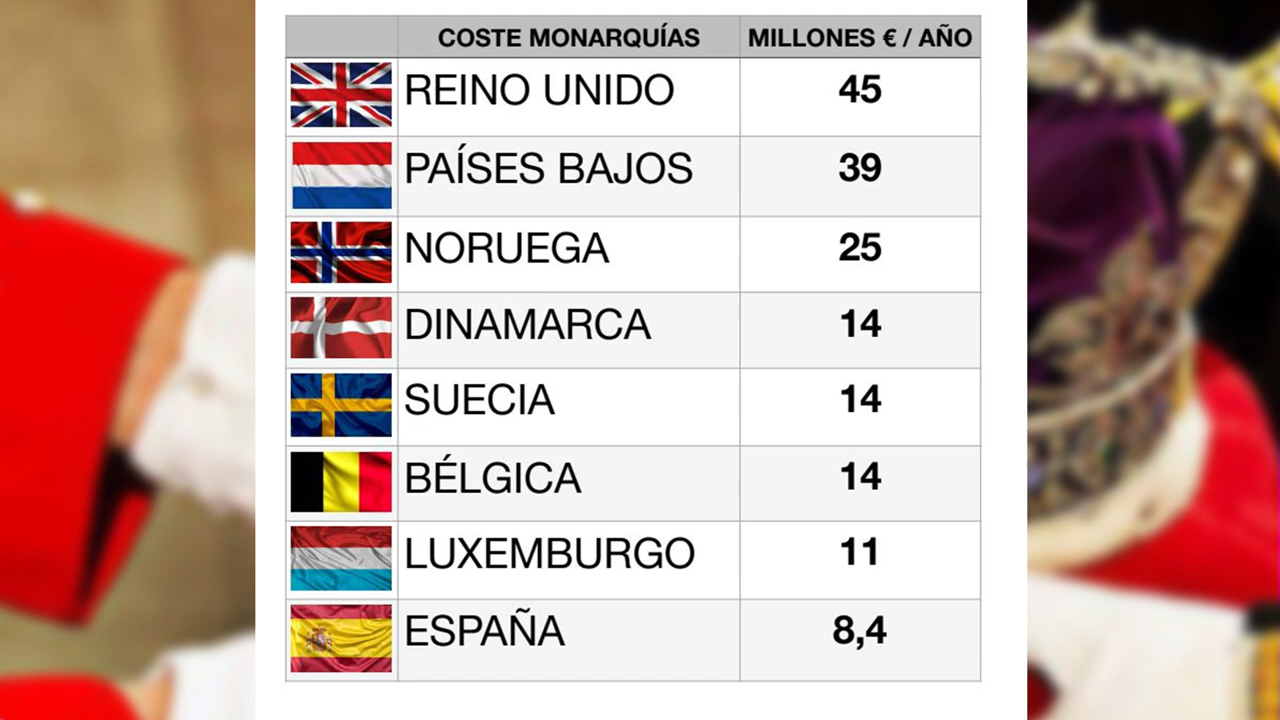 COSTE MONARQUÍAS MILLONES € / AÑO
REINO UNIDO 45
PAÍSES BAJOS 39
NORUEGA 25
DINAMARCA 14
SUECIA 14
BÉLGICA 14
LUXEMBURGO 11
ESPAÑA 8,4